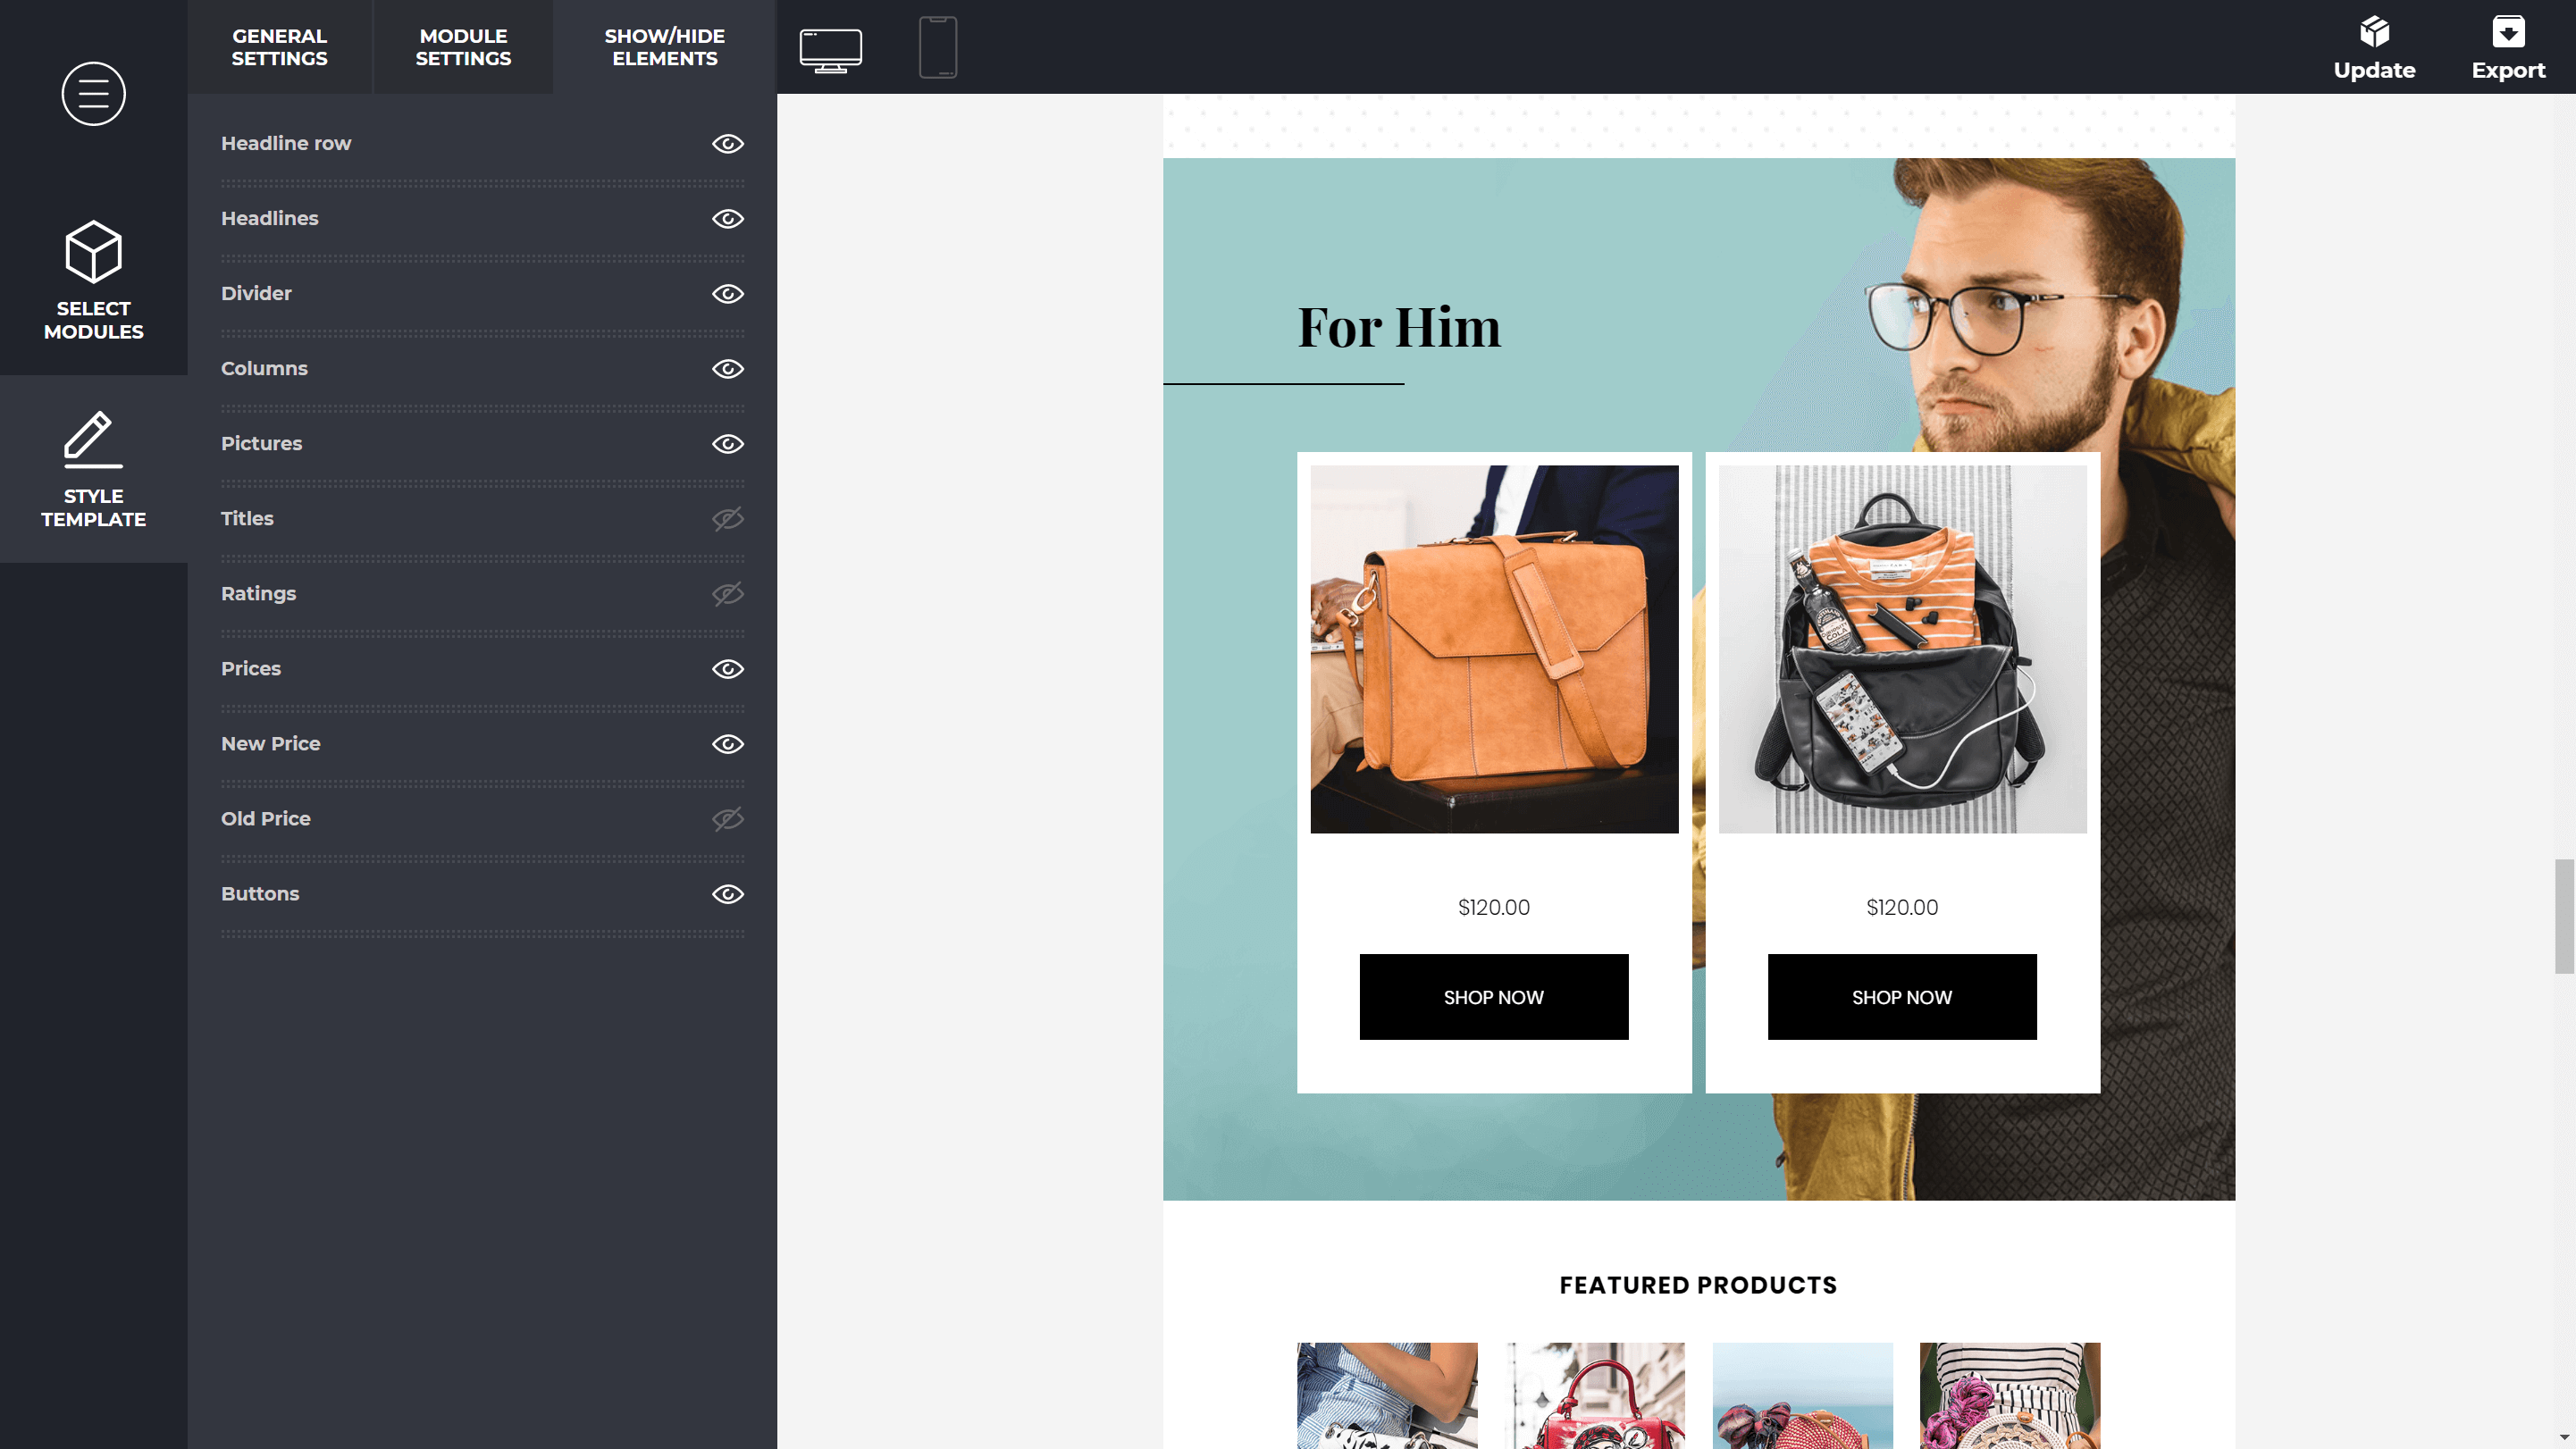 GENERAL
SETTINGS
MODULE
SETTINGS
SHOW/HIDE
ELEMENTS
Update
Export
SELECT
MODULES
STYLE
TEMPLATE
Headline row
Headlines
Divider
Columns
Pictures
Titles
Ratings
Prices
New Price
Old Price
Buttons
For Him
$120.00
SHOP NOW
$120.00
SHOP NOW
FEATURED PRODUCTS